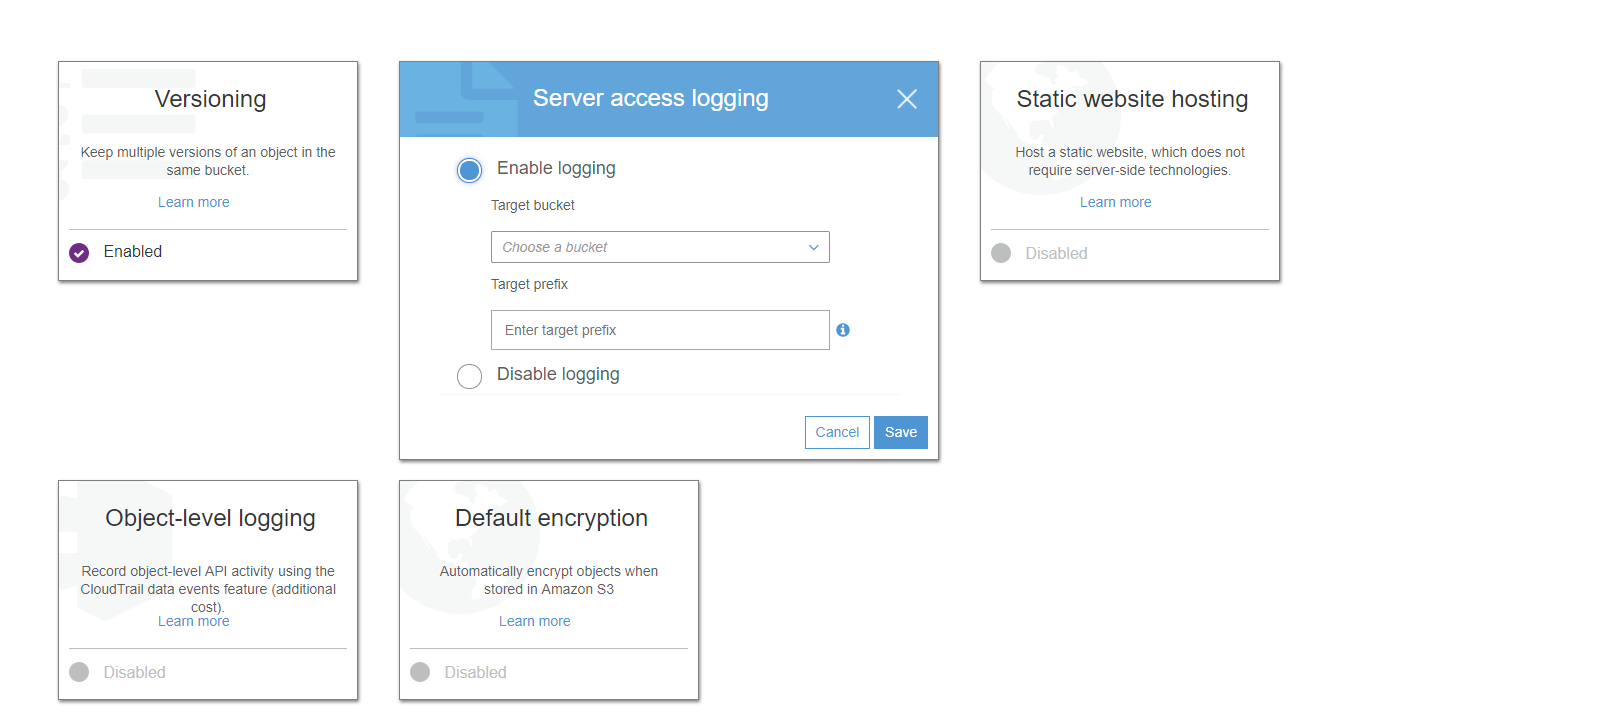 Versioning
Keep multiple versions of an object in the
same bucket.
Learn more
Enabled
Server access logging
Enable logging
Target bucket
Choose a bucket
Target prefix
Enter target prefix
Disable logging
Cancel
Save
Static website hosting
Host a static website, which does not
require server-side technologies.
Learn more
Disabled
Object-level logging
Record object-level API activity using the
CloudTrail data events feature (additional
cost).
Learn more
Disabled
Default encryption
Automatically encrypt objects when
stored in Amazon S3
Learn more
Disabled